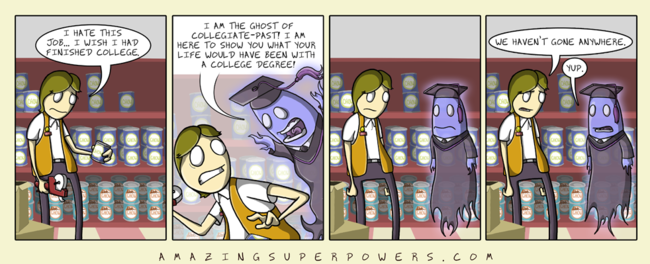 I HATE THIS
JOB... I WISH I HAD
FINISHED COLLEGE.
I AM THE GHOST OF
COLLEGIATE-PAST! I AM
HERE TO SHOW YOU WHAT YOUR
LIFE WOULD HAVE BEEN WITH
A COLLEGE DEGREE!
WE HAVEN'T GONE ANYWHERE.
YUP.
AMAZINGSUPERPOWERS.COM